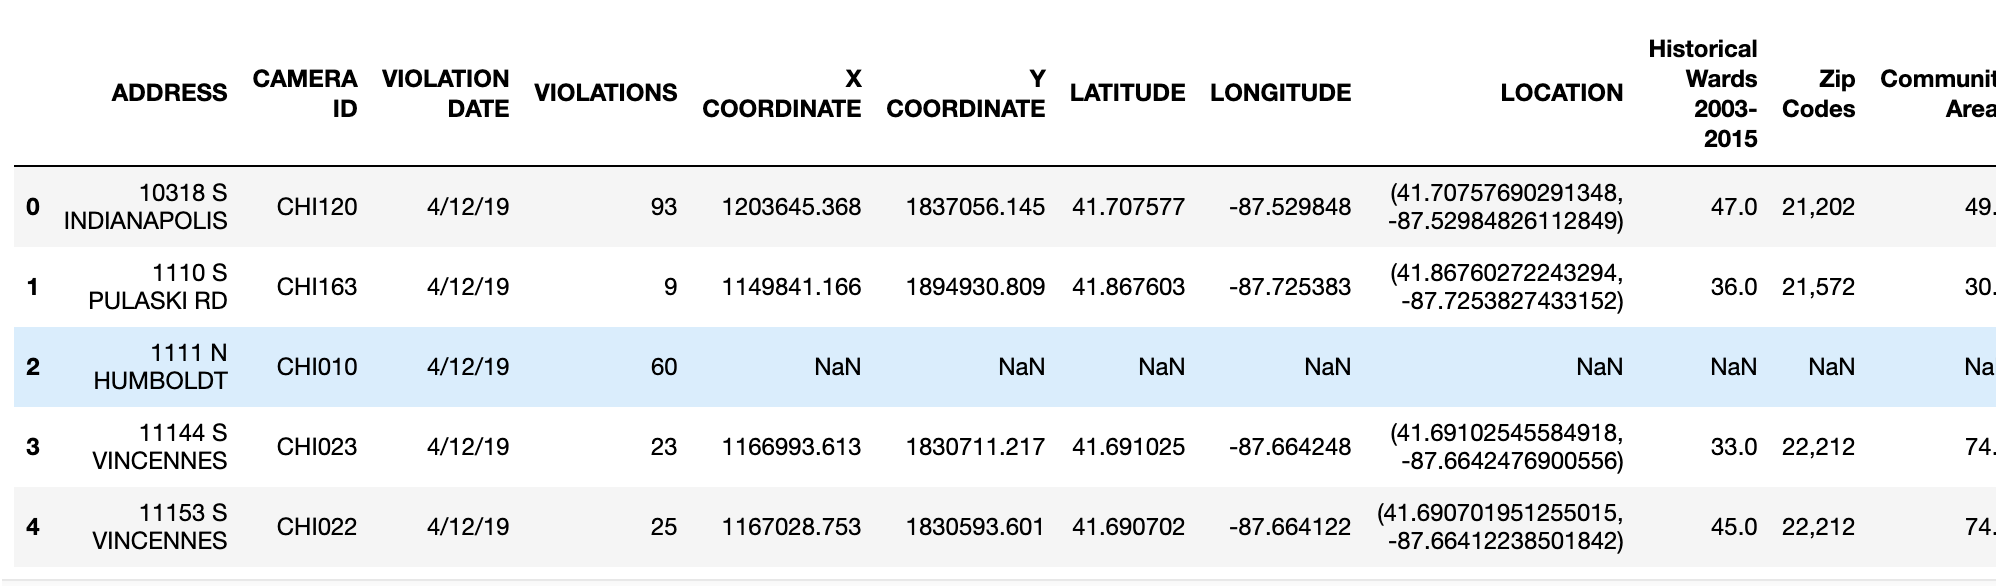 ADDRESS CAMERA ID VIOLATION DATE VIOLATIONS X COORDINATE Y COORDINATE LATITUDE LONGITUDE LOCATION Historical Wards 2003-2015 Zip Codes Communit Area
0 10318 S INDIANAPOLIS CHI120 4/12/19 93 1203645.368 1837056.145 41.707577 -87.529848 (41.70757690291348, -87.52984826112849) 47.0 21,202 49.
1 1110 S PULASKI RD CHI163 4/12/19 9 1149841.166 1894930.809 41.867603 -87.725383 (41.86760272243294, -87.7253827433152) 36.0 21,572 30.
2 1111 N HUMBOLDT CHI010 4/12/19 60 NaN NaN NaN NaN NaN NaN NaN Na
3 11144 S VINCENNES CHI023 4/12/19 23 1166993.613 1830711.217 41.691025 -87.664248 (41.69102545584918, -87.6642476900556) 33.0 22,212 74.
4 11153 S VINCENNES CHI022 4/12/19 25 1167028.753 1830593.601 41.690702 -87.664122 (41.690701951255015, -87.66412238501842) 45.0 22,212 74.